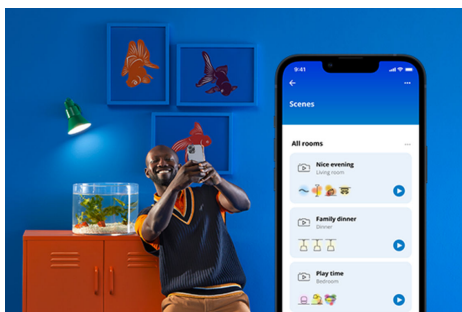 9:41
Scenes
All rooms
Nice evening
Living room
Family dinner
Dinner
Play time
Bedroom